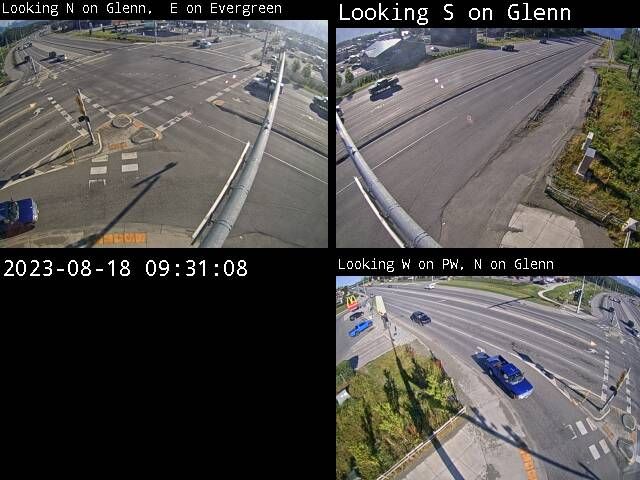 Looking N on Glenn,  E on Evergreen
Looking S on Glenn
2023-08-18 09:31:08
Looking W on PW, N on Glenn